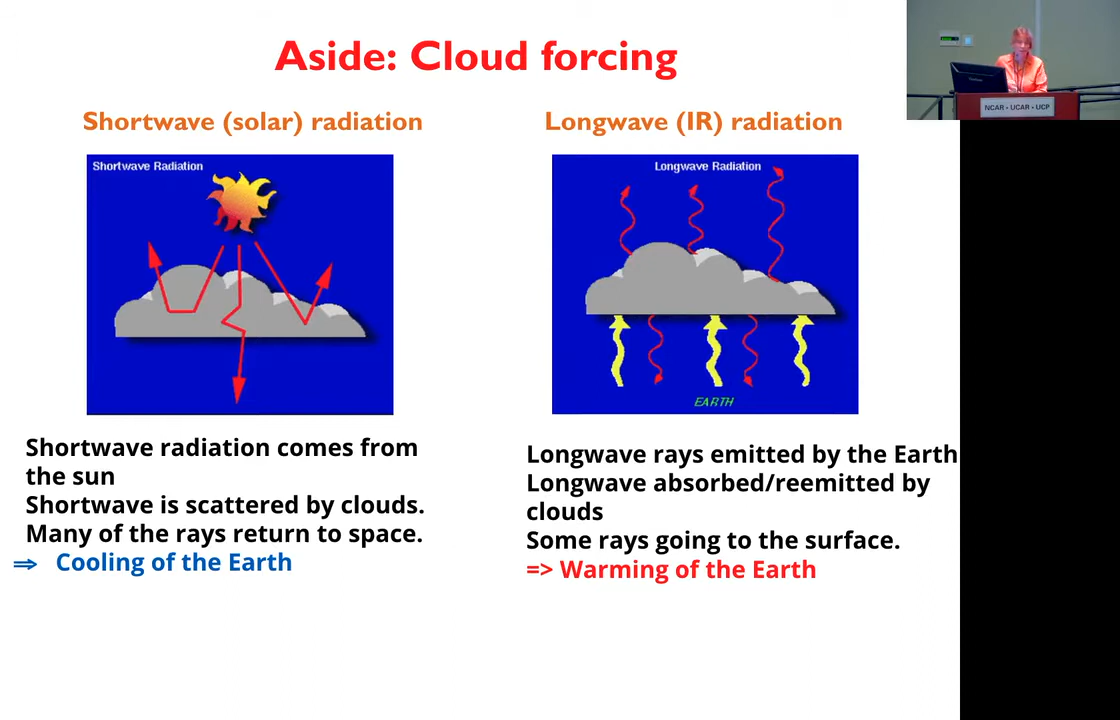 Aside: Cloud forcing
Shortwave (solar) radiation
Shortwave Radiation
Shortwave radiation comes from
the sun
Shortwave is scattered by clouds.
Many of the rays return to space.
⇒ Cooling of the Earth
Longwave (IR) radiation
Longwave Radiation
EARTH
Longwave rays emitted by the Earth
Longwave absorbed/reemitted by
clouds
Some rays going to the surface.
=> Warming of the Earth
NCAR • UCAR • UCP